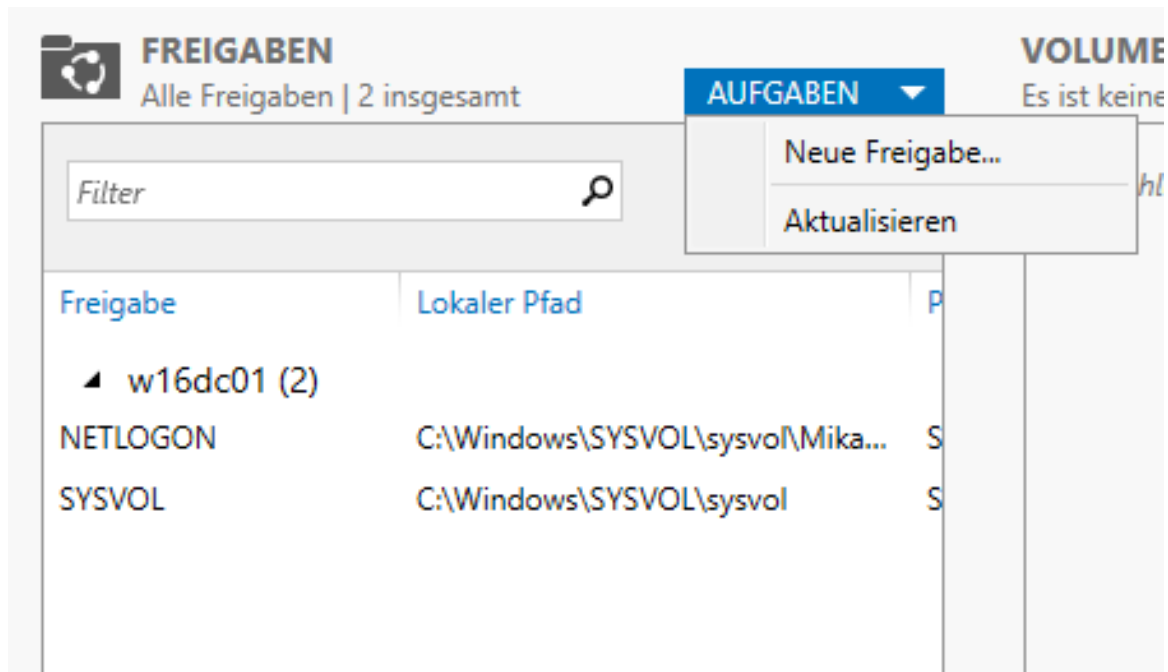 FREIGABEN
Alle Freigaben | 2 insgesamt
AUFGABEN
Neue Freigabe...
Aktualisieren
Filter
Freigabe Lokaler Pfad P
w16dc01 (2)
NETLOGON C:\Windows\SYSVOL\sysvol\Mika... S
SYSVOL C:\Windows\SYSVOL\sysvol S
VOLUME
Es ist keine
hl